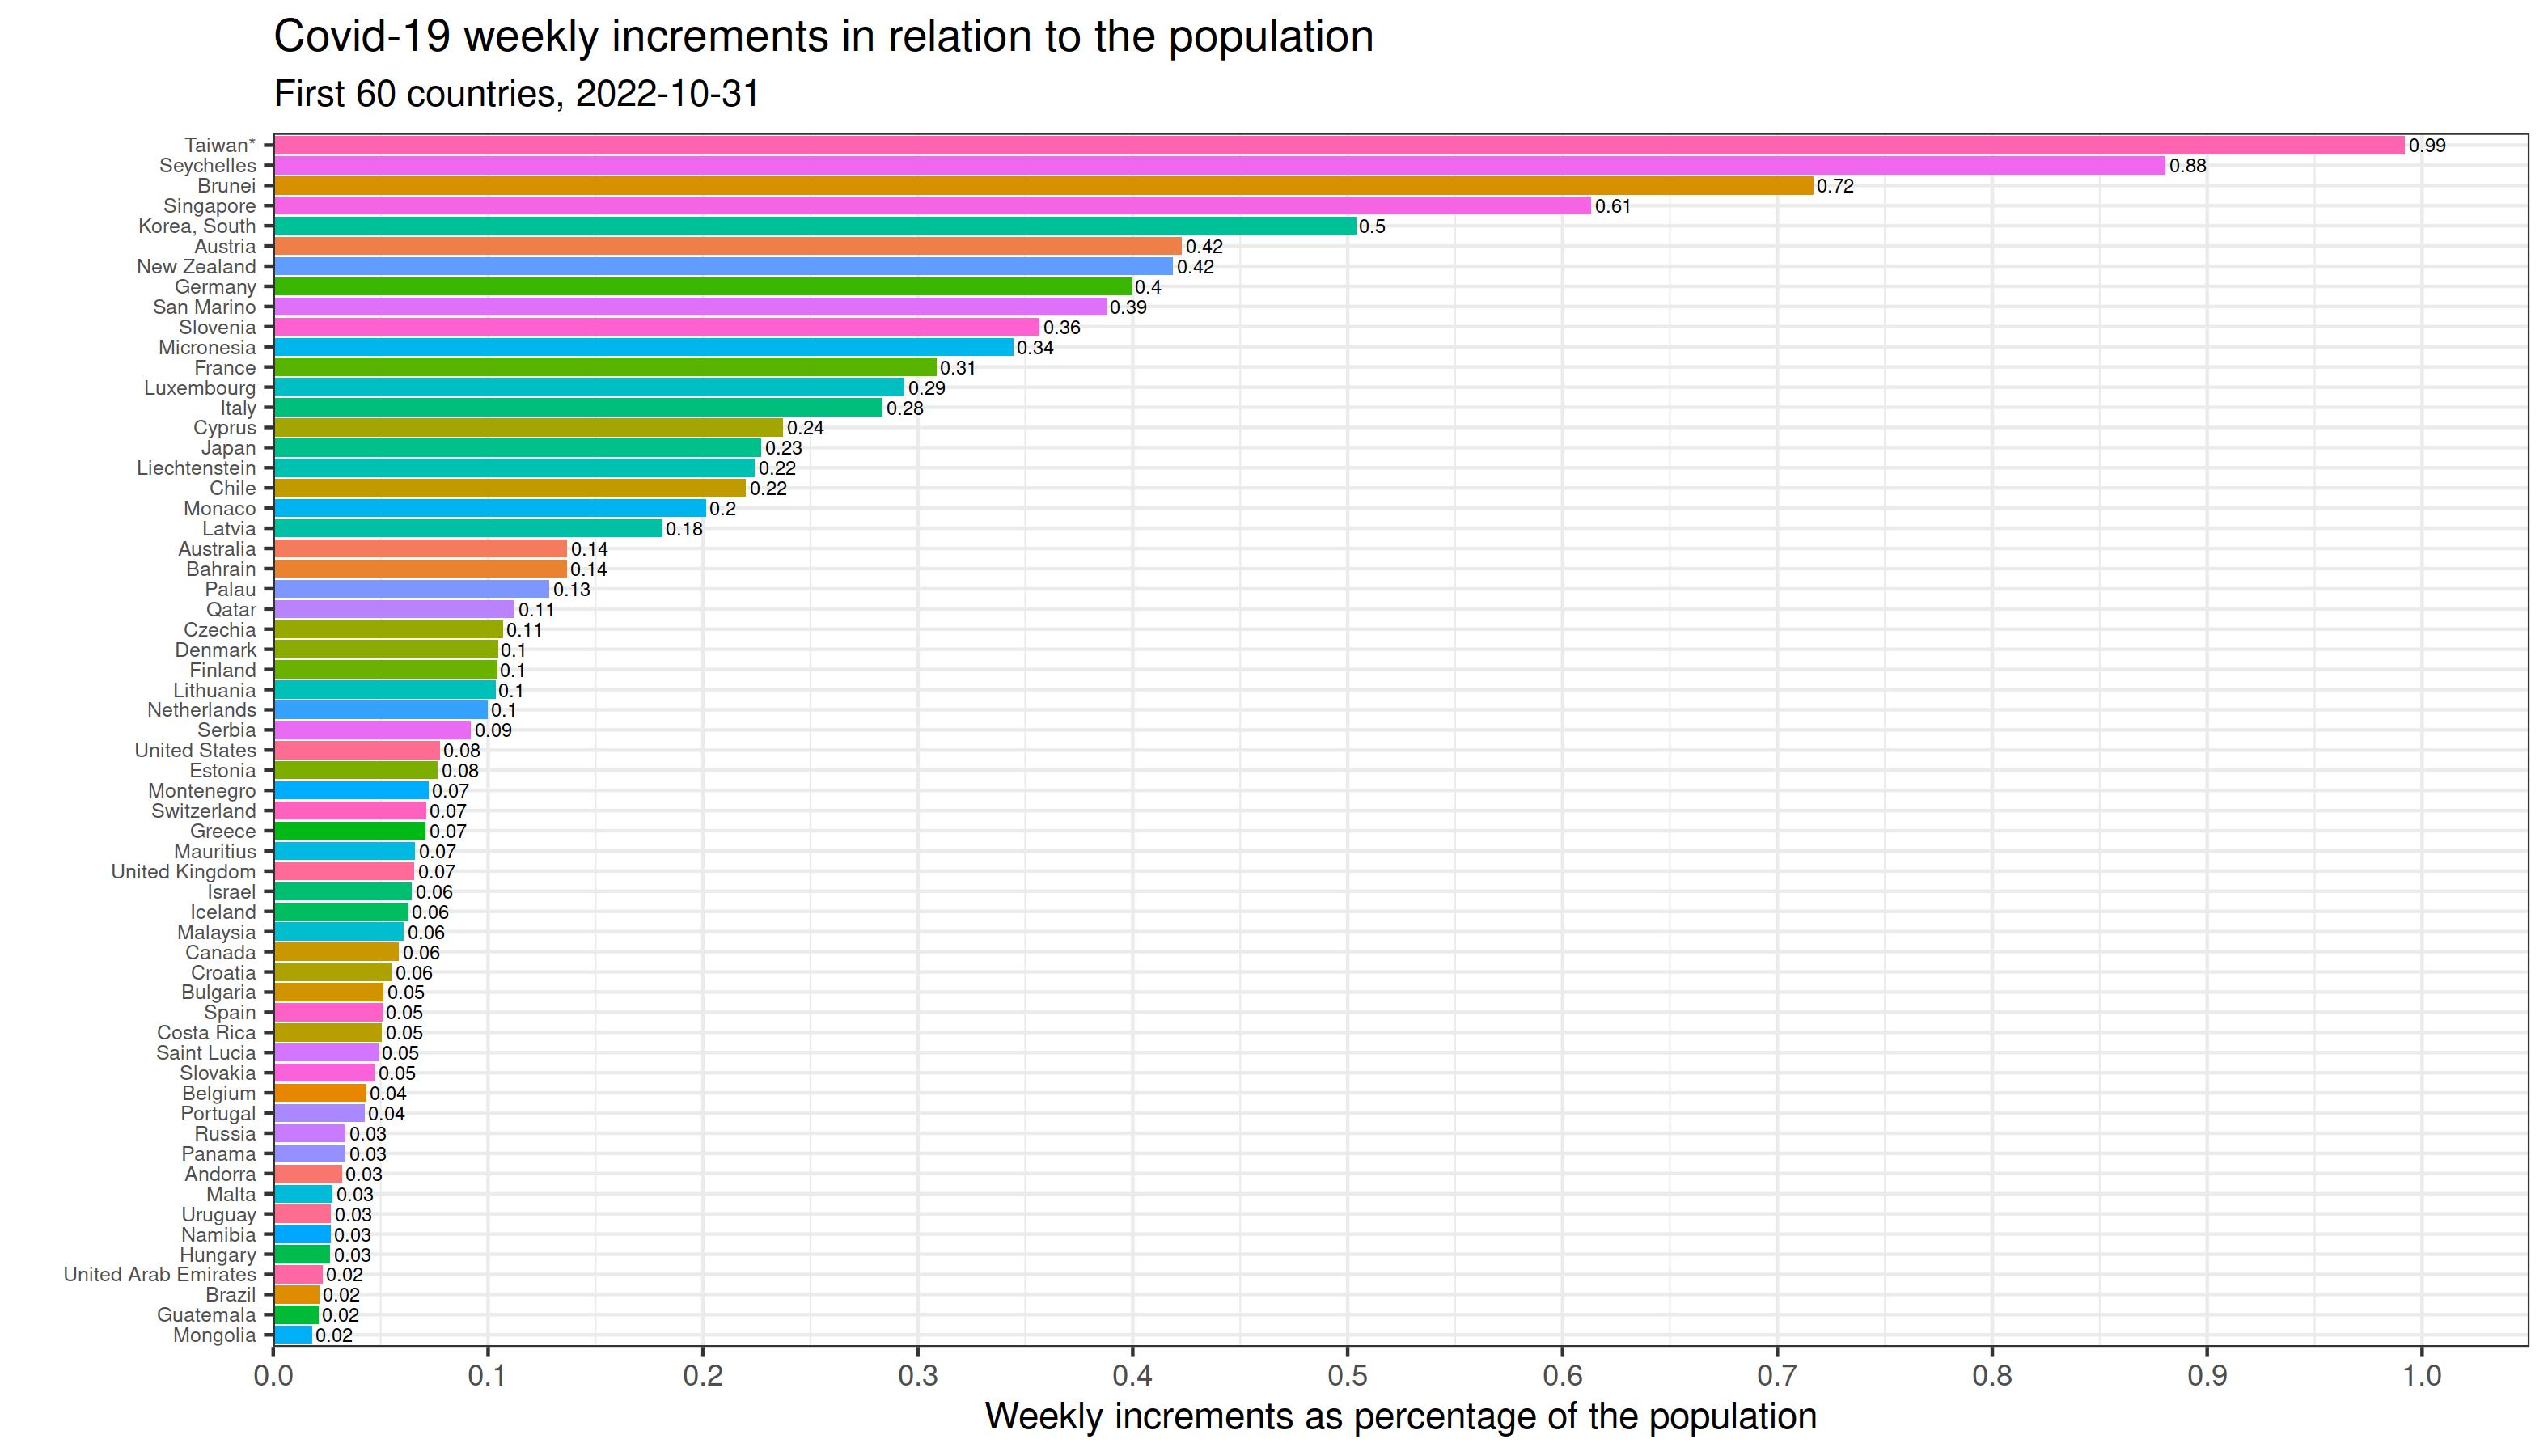 Covid-19 weekly increments in relation to the population
First 60 countries, 2022-10-31
Taiwan* 0.99
Seychelles 0.88
Brunei 0.72
Singapore 0.61
Korea, South 0.5
Austria 0.42
New Zealand 0.42
Germany 0.4
San Marino 0.39
Slovenia 0.36
Micronesia 0.34
France 0.31
Luxembourg 0.29
Italy 0.28
Cyprus 0.24
Japan 0.23
Liechtenstein 0.22
Chile 0.22
Monaco 0.2
Latvia 0.18
Australia 0.14
Bahrain 0.14
Palau 0.13
Qatar 0.11
Czechia 0.11
Denmark 0.1
Finland 0.1
Lithuania 0.1
Netherlands 0.1
Serbia 0.09
United States 0.08
Estonia 0.08
Montenegro 0.07
Switzerland 0.07
Greece 0.07
Mauritius 0.07
United Kingdom 0.07
Israel 0.06
Iceland 0.06
Malaysia 0.06
Canada 0.06
Croatia 0.06
Bulgaria 0.05
Spain 0.05
Costa Rica 0.05
Saint Lucia 0.05
Slovakia 0.05
Belgium 0.04
Portugal 0.04
Russia 0.03
Panama 0.03
Andorra 0.03
Malta 0.03
Uruguay 0.03
Namibia 0.03
Hungary 0.03
United Arab Emirates 0.02
Brazil 0.02
Guatemala 0.02
Mongolia 0.02
0.0 0.1 0.2 0.3 0.4 0.5 0.6 0.7 0.8 0.9 1.0
Weekly increments as percentage of the population